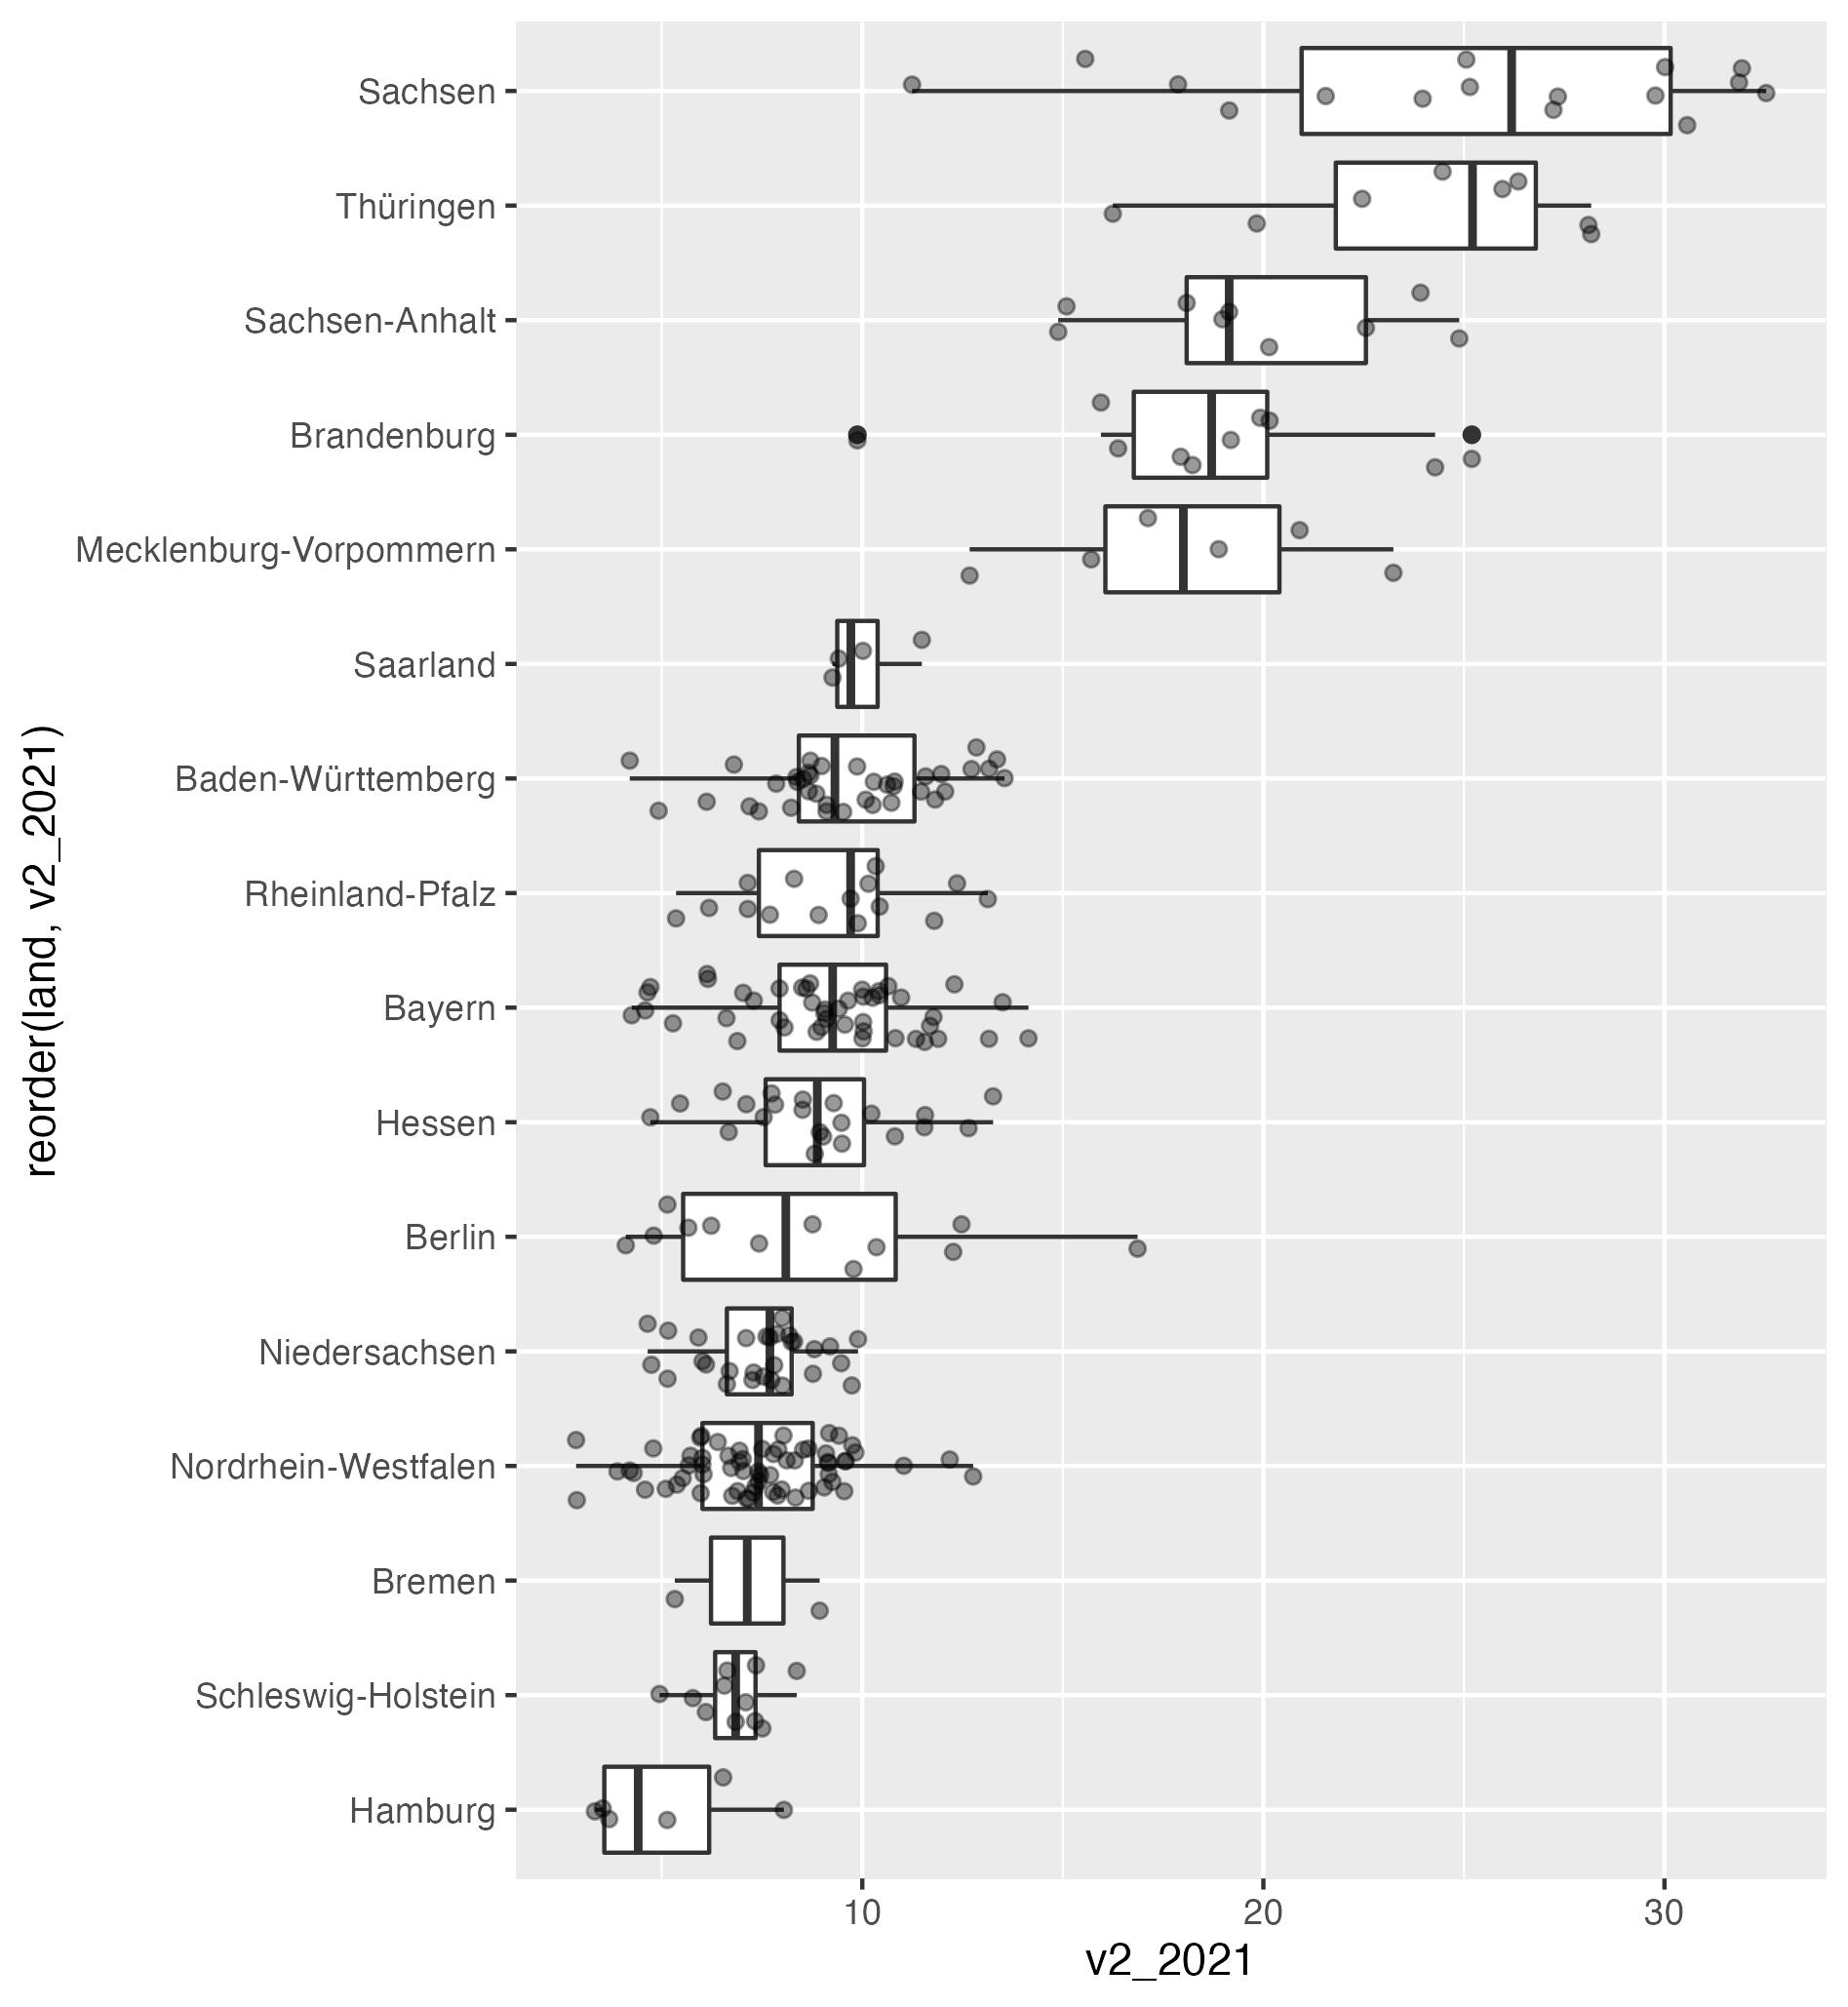 Sachsen
Thüringen
Sachsen-Anhalt
Brandenburg
Mecklenburg-Vorpommern
Saarland
Baden-Württemberg
Rheinland-Pfalz
Bayern
Hessen
Berlin
Niedersachsen
Nordrhein-Westfalen
Bremen
Schleswig-Holstein
Hamburg
reorder(land, v2_2021)
10 20 30
v2_2021